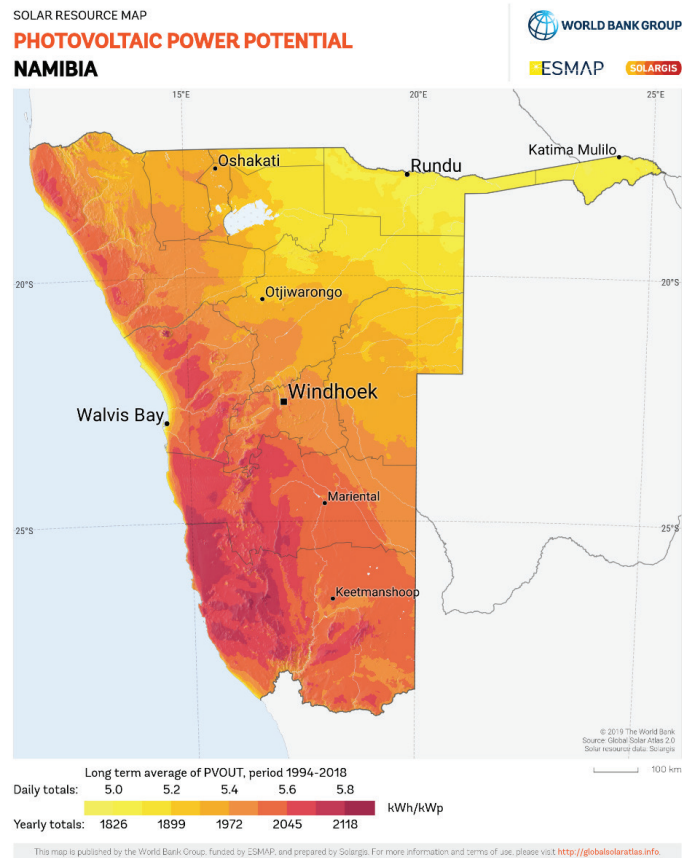 SOLAR RESOURCE MAP
PHOTOVOLTAIC POWER POTENTIAL
NAMIBIA
WORLD BANK GROUP
ESMAP
SOLARGIS
15°E
20°E
25°E
Katima Mulilo
Oshakati
Rundu
20°S
20°S
Otjiwarongo
Windhoek
Walvis Bay
Mariental
25°S
25°S
Keetmanshoop
© 2019 The World Bank
Source: Global Solar Atlas 2.0
Solar resource data: Solargis
100 km
Long term average of PVOUT, period 1994-2018
Daily totals: 5.0 5.2 5.4 5.6 5.8
kWh/kWp
Yearly totals: 1826 1899 1972 2045 2118
This map is published by the World Bank Group, funded by ESMAP, and prepared by Solargis. For more information and terms of use, please visit http://globalsolaratlas.info.